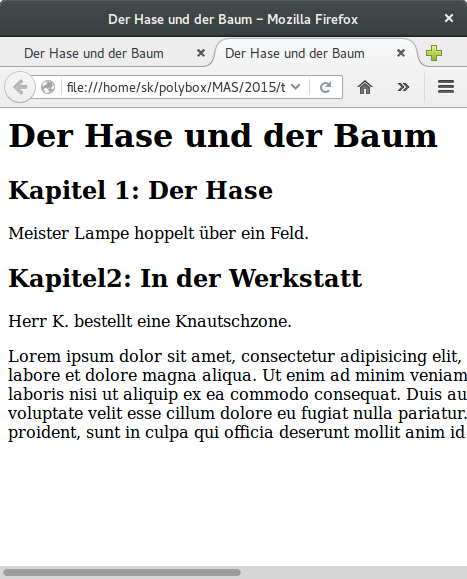 Der Hase und der Baum – Mozilla Firefox
Der Hase und der Baum
Der Hase und der Baum
file:///home/sk/polybox/MAS/2015/t
Der Hase und der Baum
Kapitel 1: Der Hase
Meister Lampe hoppelt über ein Feld.
Kapitel2: In der Werkstatt
Herr K. bestellt eine Knautschzone.
Lorem ipsum dolor sit amet, consectetur adipisicing elit,
labore et dolore magna aliqua. Ut enim ad minim veniam
laboris nisi ut aliquip ex ea commodo consequat. Duis au
voluptate velit esse cillum dolore eu fugiat nulla pariatur.
proident, sunt in culpa qui officia deserunt mollit anim id